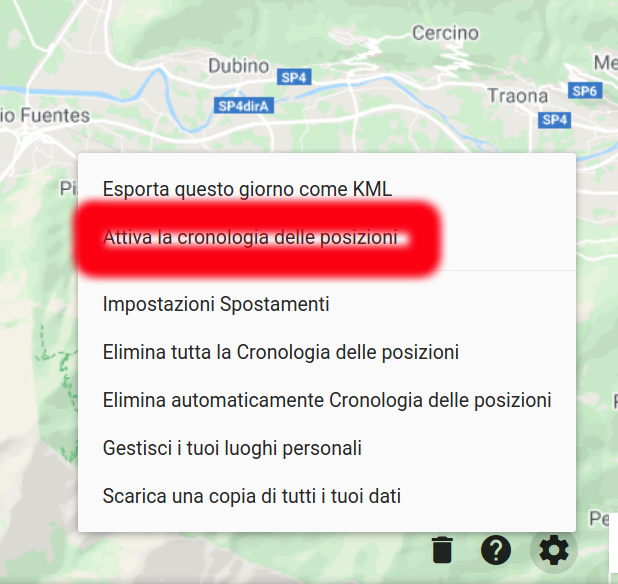 Cercino
Dubino
SP4
Me
SP6
Traona
SP4dirA
SP4
io Fuentes
Pi
Esporta questo giorno come KML
Attiva la cronologia delle posizioni
Impostazioni Spostamenti
Elimina tutta la Cronologia delle posizioni
Elimina automaticamente Cronologia delle posizioni
Gestisci i tuoi luoghi personali
Scarica una copia di tutti i tuoi dati
Pe
?